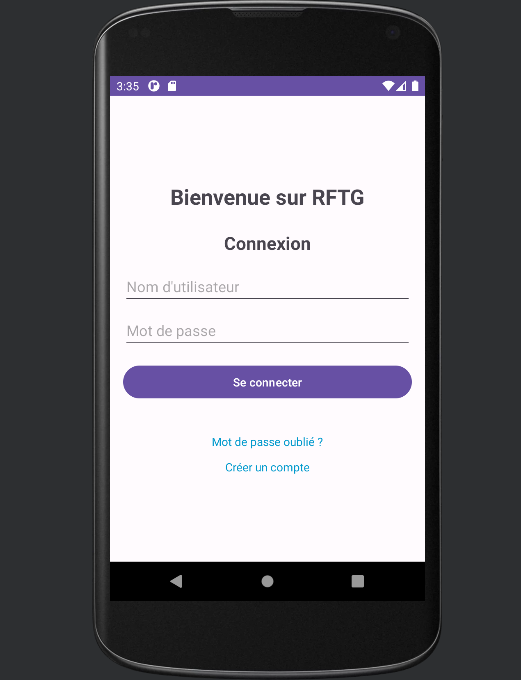 3:35
Bienvenue sur RFTG
Connexion
Nom d'utilisateur
Mot de passe
Se connecter
Mot de passe oublié ?
Créer un compte